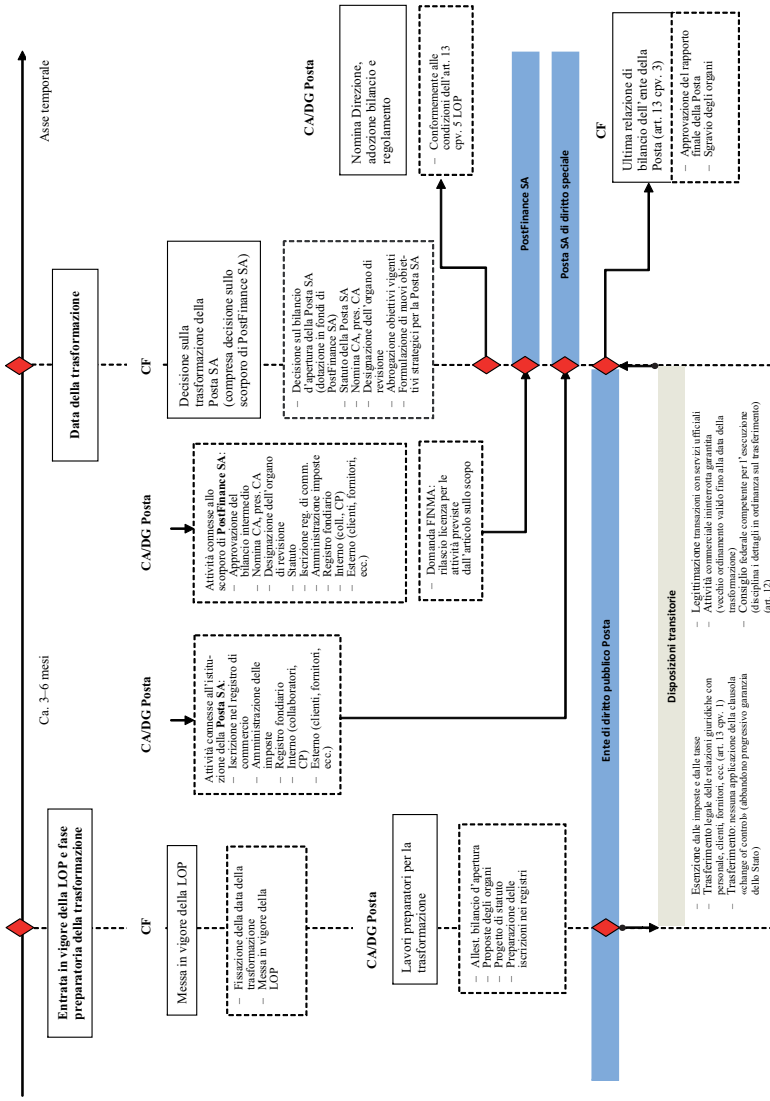 Asse temporale
Ca. 3–6 mesi
Entrata in vigore della LOP e fase
preparatoria della trasformazione
CF
Messa in vigore della LOP
– Fissazione della data della
trasformazione
– Messa in vigore della
LOP
CA/DG Posta
Lavori preparatori per la
trasformazione
– Allest. bilancio d’apertura
– Proposte degli organi
– Progetto di statuto
– Preparazione delle
iscrizioni nei registri
CA/DG Posta
Attività connesse all’istitu-
zione della Posta SA:
– Iscrizione nel registro di
commercio
– Amministrazione delle
imposte
– Registro fondiario
– Interno (collaboratori,
CP)
– Esterno (clienti, fornitori,
ecc.)
CA/DG Posta
Attività connesse allo
scorporo di PostFinance SA:
– Approvazione del
bilancio intermedio
– Nomina CA, pres. CA
– Designazione dell’organo
di revisione
– Statuto
– Iscrizione reg. di comm.
– Amministrazione imposte
– Registro fondiario
– Interno (coll., CP)
– Esterno (clienti, fornitori,
ecc.)
– Domanda FINMA:
rilascio licenza per le
attività previste
dall’articolo sullo scopo
Data della trasformazione
CF
Decisione sulla
trasformazione della
Posta SA
(compresa decisione sullo
scorporo di PostFinance SA)
– Decisione sul bilancio
d’apertura della Posta SA
(dotazione in fondi di
PostFinance SA)
– Statuto della Posta SA
– Nomina CA, pres. CA
– Designazione dell’organo di
revisione
– Abrogazione obiettivi vigenti
– Formulazione di nuovi obiet-
tivi strategici per la Posta SA
CA/DG Posta
Nomina Direzione,
adozione bilancio e
regolamento
– Conformemente alle
condizioni dell’art. 13
cpv. 5 LOP
PostFinance SA
Posta SA di diritto speciale
CF
Ultima relazione di
bilancio dell’ente della
Posta (art. 13 cpv. 3)
– Approvazione del rapporto
finale della Posta
– Sgravio degli organi
Ente di diritto pubblico Posta
Disposizioni transitorie
– Esenzione dalle imposte e dalle tasse
– Trasferimento legale delle relazioni giuridiche con
personale, clienti, fornitori, ecc. (art. 13 cpv. 1)
– Trasferimento: nessuna applicazione della clausola
«change of control» (abbandono progressivo garanzia
dello Stato)
– Legittimazione transazioni con servizi ufficiali
– Attività commerciale ininterrotta garantita
(vecchio ordinamento valido fino alla data della
trasformazione)
– Consiglio federale competente per l’esecuzione
(disciplina i dettagli in ordinanza sul trasferimento)
(art. 12)